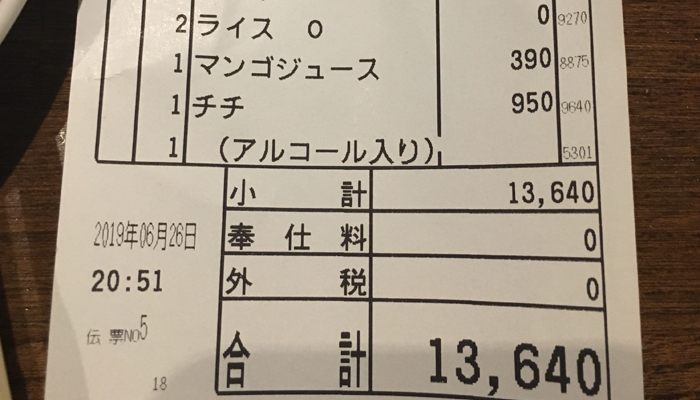 2 ライス 0 0 9270
1 マンゴジュース 390 8875
1 チチ 950 9640
1 (アルコール入り) 5301
小計 13,640
2019年06月26日 奉仕料 0
20:51 外税 0
伝票No5
合計 13,640
18